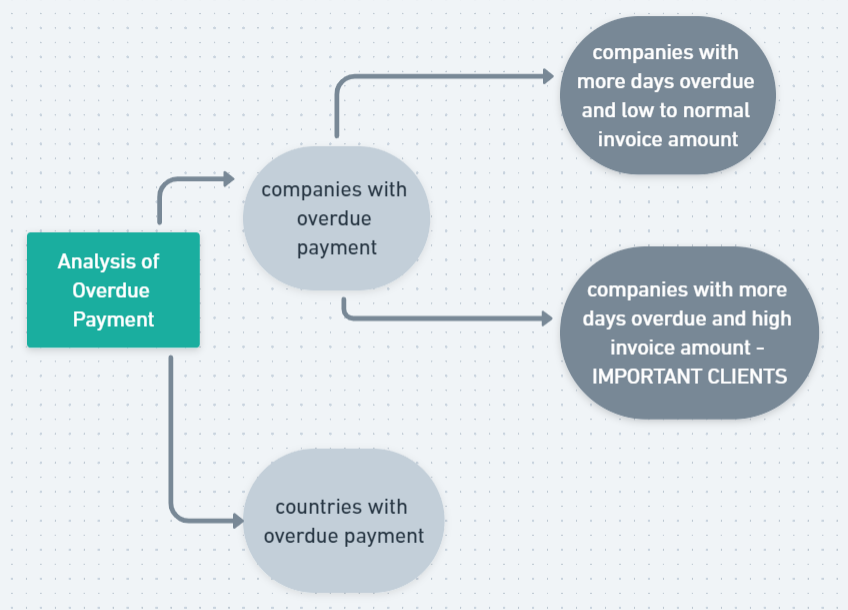 Analysis of
Overdue
Payment
companies with
overdue
payment
companies with
more days overdue
and low to normal
invoice amount
companies with more
days overdue and high
invoice amount -
IMPORTANT CLIENTS
countries with
overdue payment